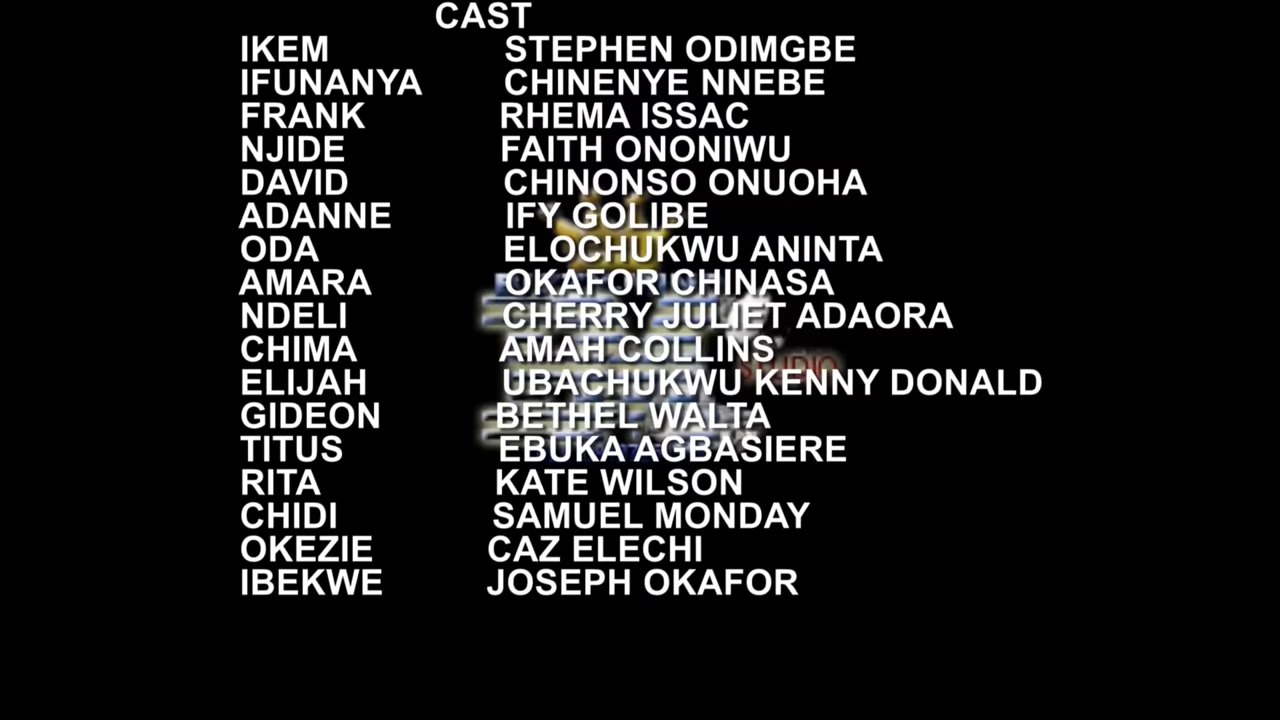 CAST
IKEM STEPHEN ODIMGBE
IFUNANYA CHINENYE NNEBE
FRANK RHEMA ISSAC
NJIDE FAITH ONONIWU
DAVID CHINONSO ONUOHA
ADANNE IFY GOLIBE
ODA ELOCHUKWU ANINTA
AMARA OKAFOR CHINASA
NDELI CHERRY JULIET ADAORA
CHIMA AMAH COLLINS
STUDIO
ELIJAH UBACHUKWU KENNY DONALD
GIDEON BETHEL WALTA
TITUS EBUKA AGBASIERE
RITA KATE WILSON
CHIDI SAMUEL MONDAY
OKEZIE CAZ ELECHI
IBEKWE JOSEPH OKAFOR